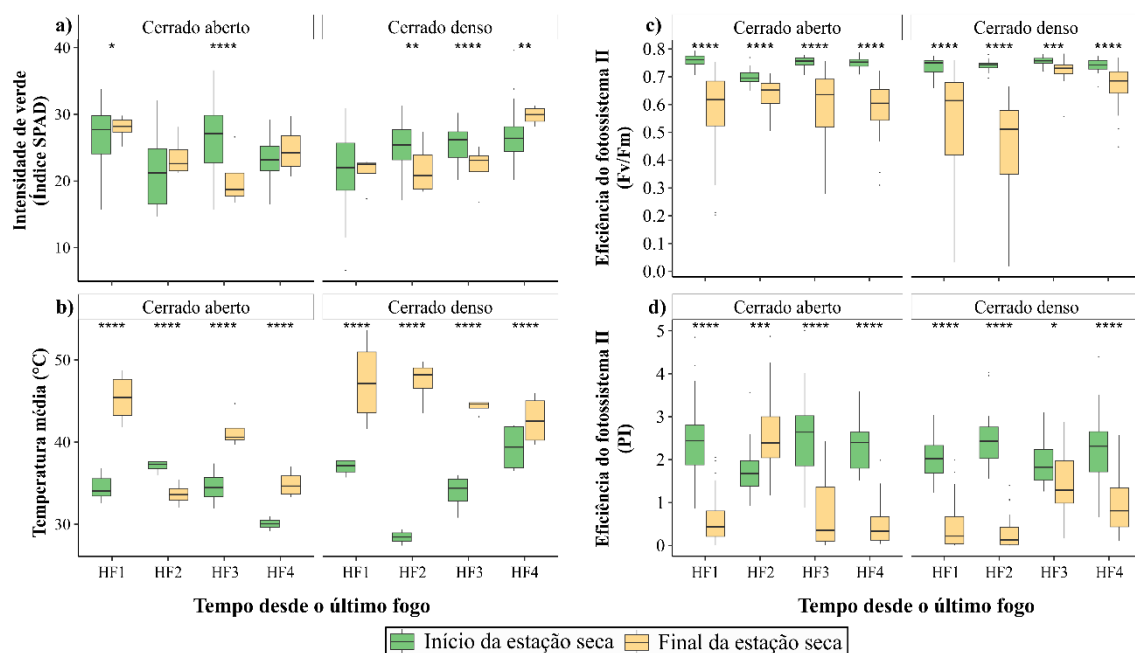 a)
Cerrado aberto
Cerrado denso
* **** ** **** **
Intensidade de verde
(Índice SPAD)
40
30
20
10
b)
Cerrado aberto
Cerrado denso
**** **** **** **** **** **** **** ****
Temperatura média (°C)
50
40
30
HF1 HF2 HF3 HF4 HF1 HF2 HF3 HF4
Tempo desde o último fogo
c)
Cerrado aberto
Cerrado denso
**** **** **** **** **** **** *** ****
Eficiência do fotossistema II
(Fv/Fm)
0.8
0.7
0.6
0.5
0.4
0.3
0.2
0.1
0.0
d)
Cerrado aberto
Cerrado denso
**** *** **** **** **** **** * ****
Eficiência do fotossistema II
(PI)
5
4
3
2
1
0
HF1 HF2 HF3 HF4 HF1 HF2 HF3 HF4
Tempo desde o último fogo
Início da estação seca Final da estação seca